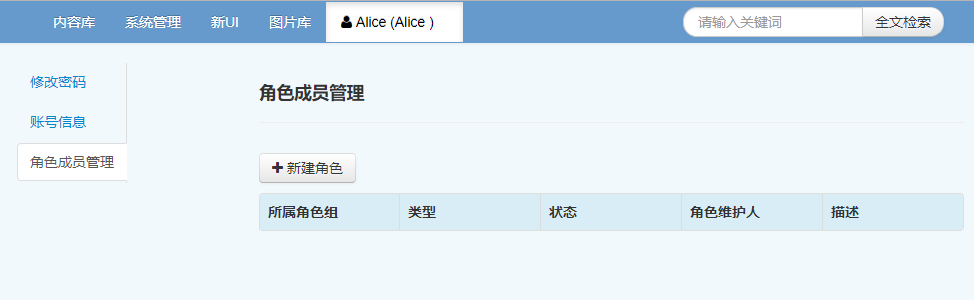 内容库 系统管理 新UI 图片库 Alice (Alice ) 请输入关键词 全文检索
修改密码
账号信息
角色成员管理
角色成员管理
新建角色
所属角色组 类型 状态 角色维护人 描述